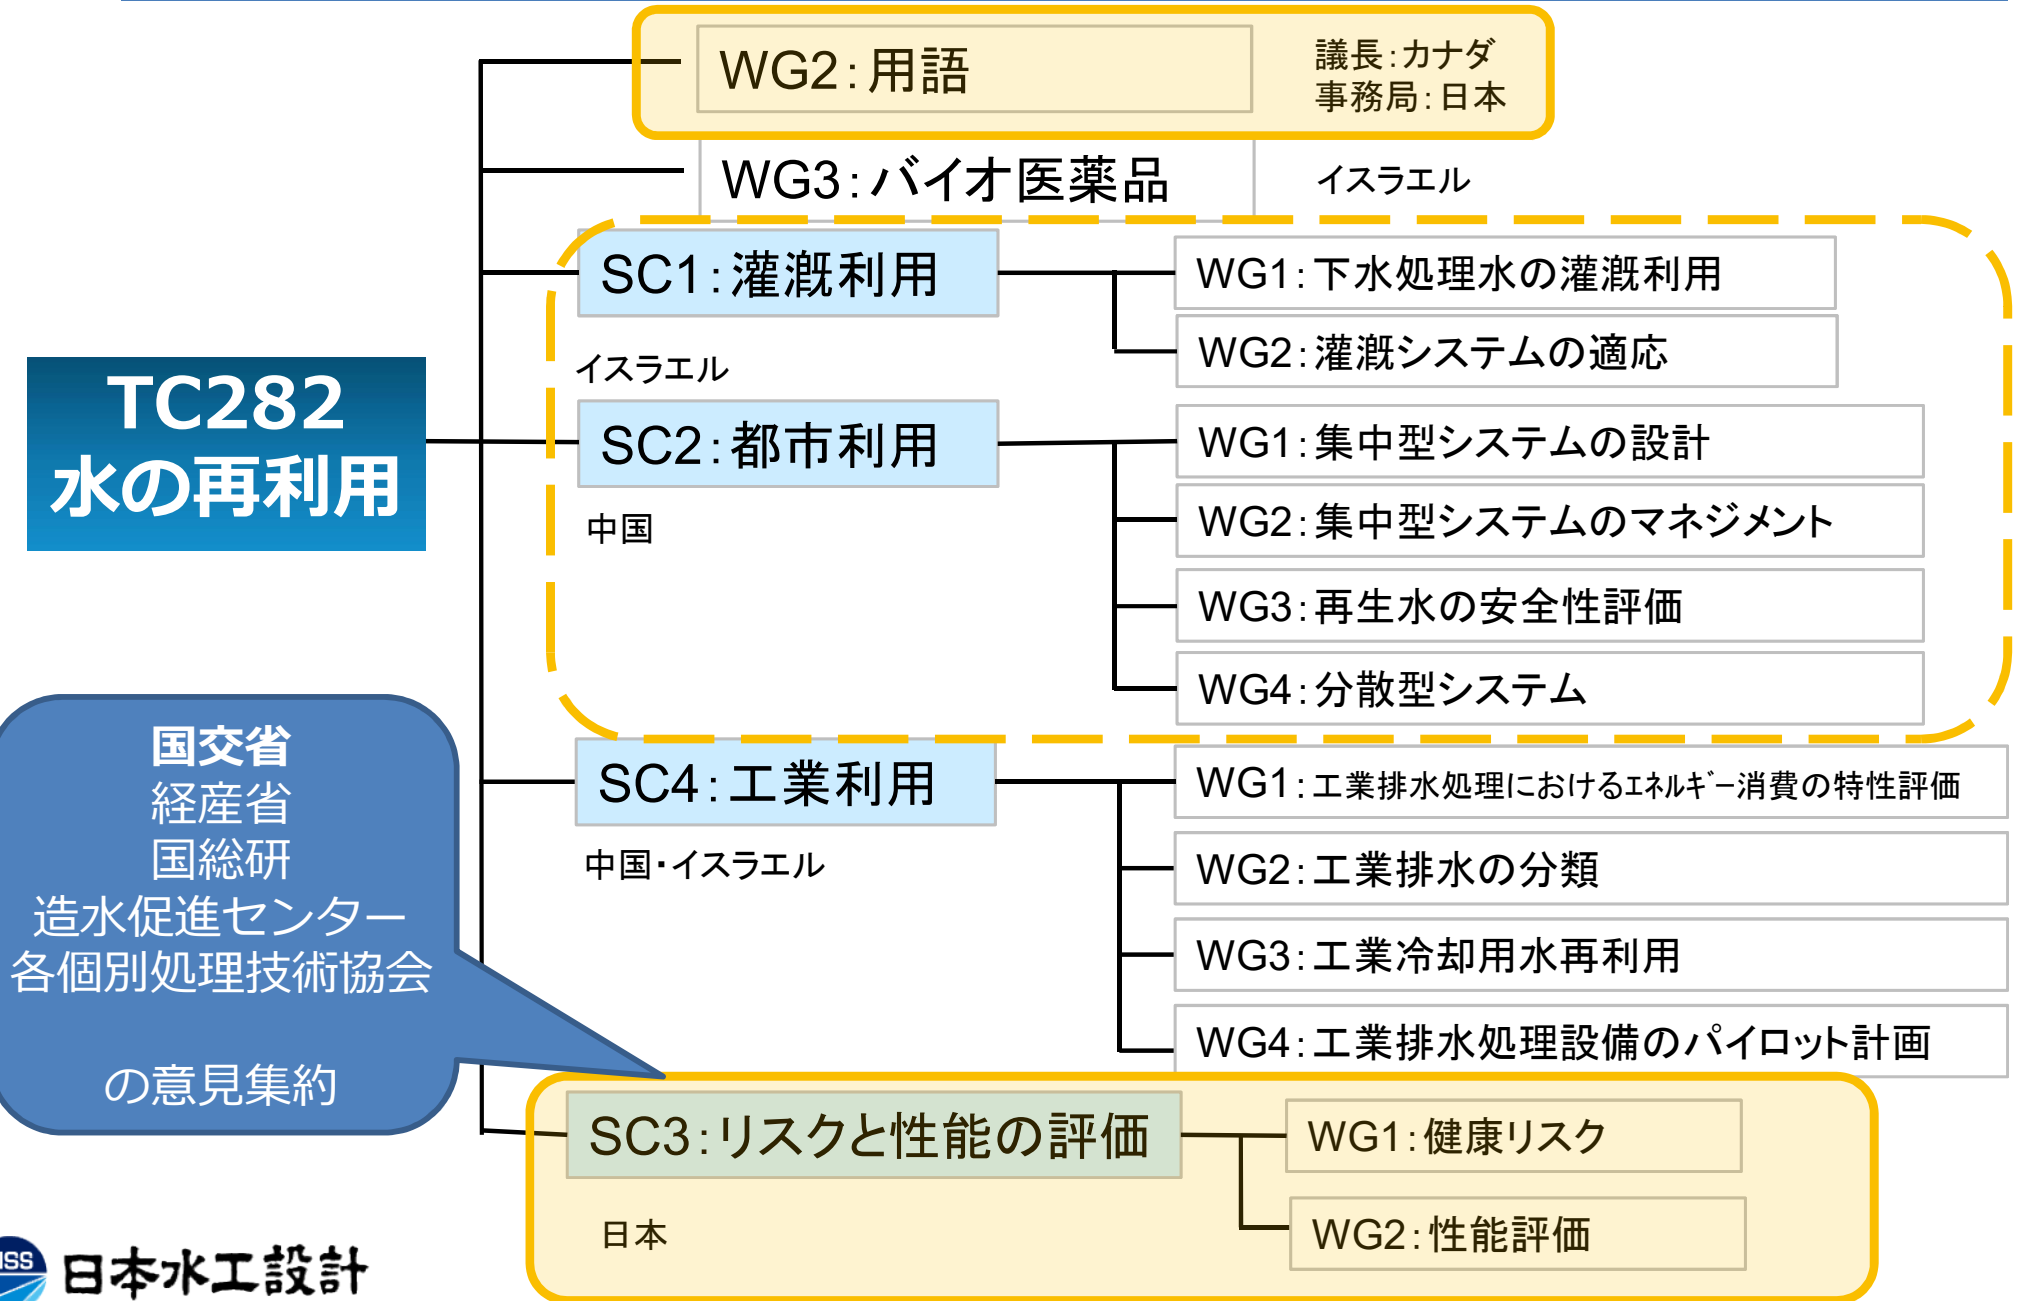 WG2：用語
議長：カナダ
事務局：日本
WG3：バイオ医薬品
イスラエル
SC1：灌漑利用
WG1：下水処理水の灌漑利用
WG2：灌漑システムの適応
イスラエル
TC282
水の再利用
SC2：都市利用
WG1：集中型システムの設計
中国
WG2：集中型システムのマネジメント
WG3：再生水の安全性評価
WG4：分散型システム
国交省
経産省
国総研
造水促進センター
各個別処理技術協会
の意見集約
SC4：工業利用
WG1：工業排水処理におけるｴﾈﾙｷﾞｰ消費の特性評価
中国・イスラエル
WG2：工業排水の分類
WG3：工業冷却用水再利用
WG4：工業排水処理設備のパイロット計画
SC3：リスクと性能の評価
WG1：健康リスク
日本
WG2：性能評価
日本水工設計